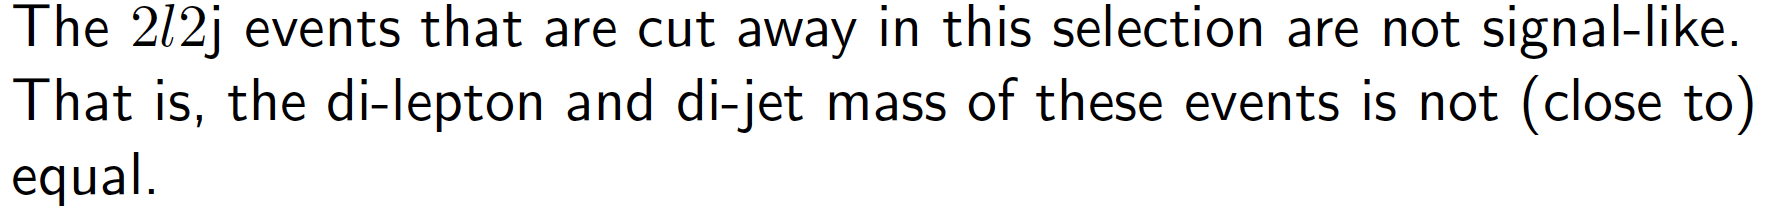 The 2l2j events that are cut away in this selection are not signal-like.
That is, the di-lepton and di-jet mass of these events is not (close to)
equal.